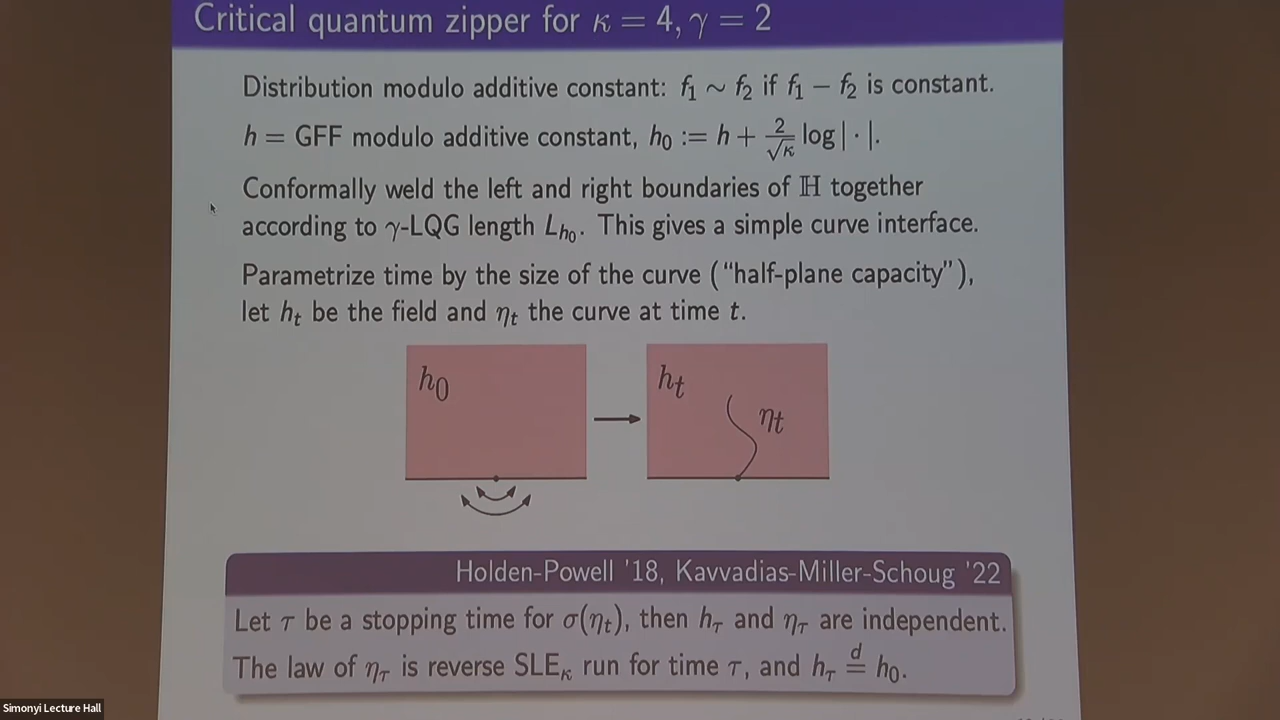 Critical quantum zipper for κ = 4, γ = 2
Distribution modulo additive constant: f₁ ∼ f₂ if f₁ − f₂ is constant.
h = GFF modulo additive constant, h₀ := h + 2/√κ log | · |.
Conformally weld the left and right boundaries of ℍ together
according to γ-LQG length L_{h₀}. This gives a simple curve interface.
Parametrize time by the size of the curve ("half-plane capacity"),
let hₜ be the field and ηₜ the curve at time t.
h₀
hₜ
ηₜ
Holden-Powell '18, Kavvadias-Miller-Schoug '22
Let τ be a stopping time for σ(ηₜ), then h_τ and η_τ are independent.
The law of η_τ is reverse SLE_κ run for time τ, and h_τ =^d h₀.
Simonyi Lecture Hall